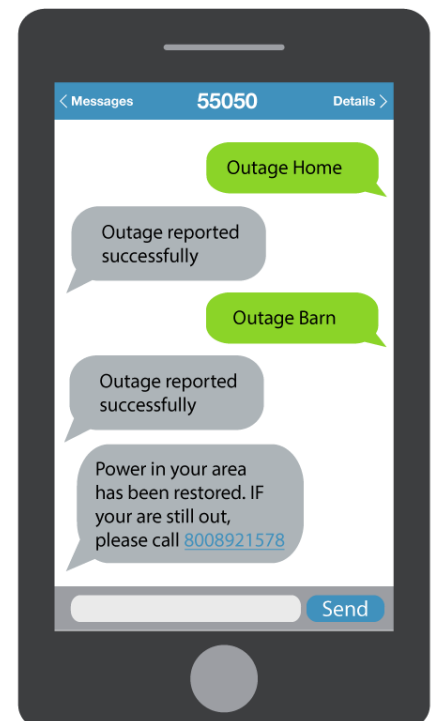 < Messages 55050 Details >
Outage Home
Outage reported
successfully
Outage Barn
Outage reported
successfully
Power in your area
has been restored. IF
your are still out,
please call 8008921578
Send